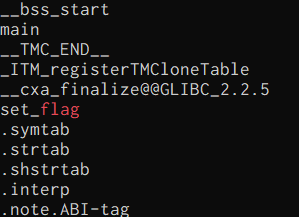 __bss_start
main
__TMC_END__
_ITM_registerTMCloneTable
__cxa_finalize@@GLIBC_2.2.5
set_flag
.symtab
.strtab
.shstrtab
.interp
.note.ABI-tag